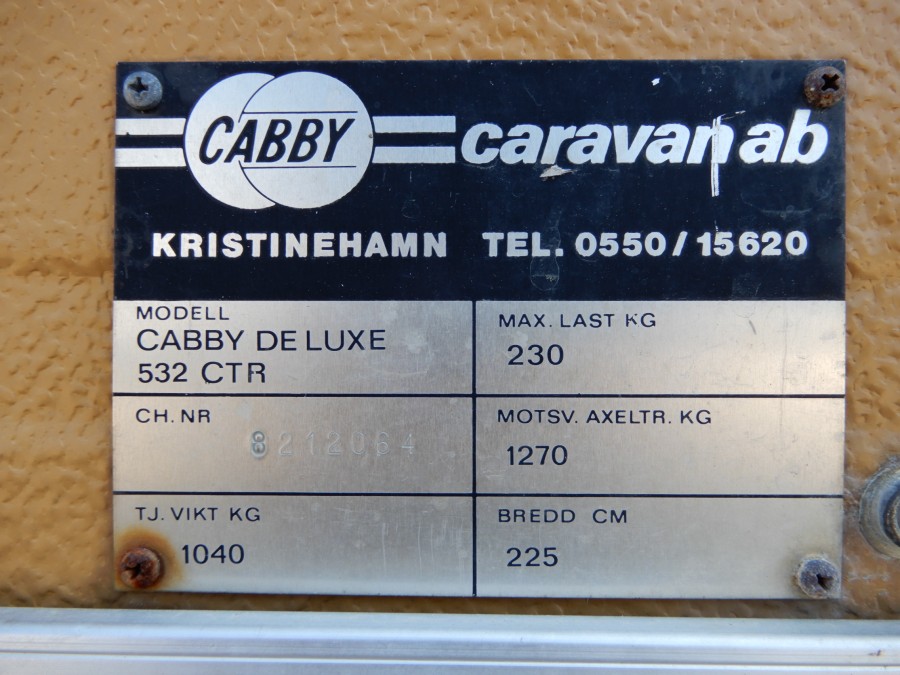 CABBY caravan ab
KRISTINEHAMN TEL. 0550/15620
MODELL
CABBY DE LUXE
532 CTR
MAX. LAST KG
230
CH. NR
8212064
MOTSV. AXELTR. KG
1270
TJ. VIKT KG
1040
BREDD CM
225